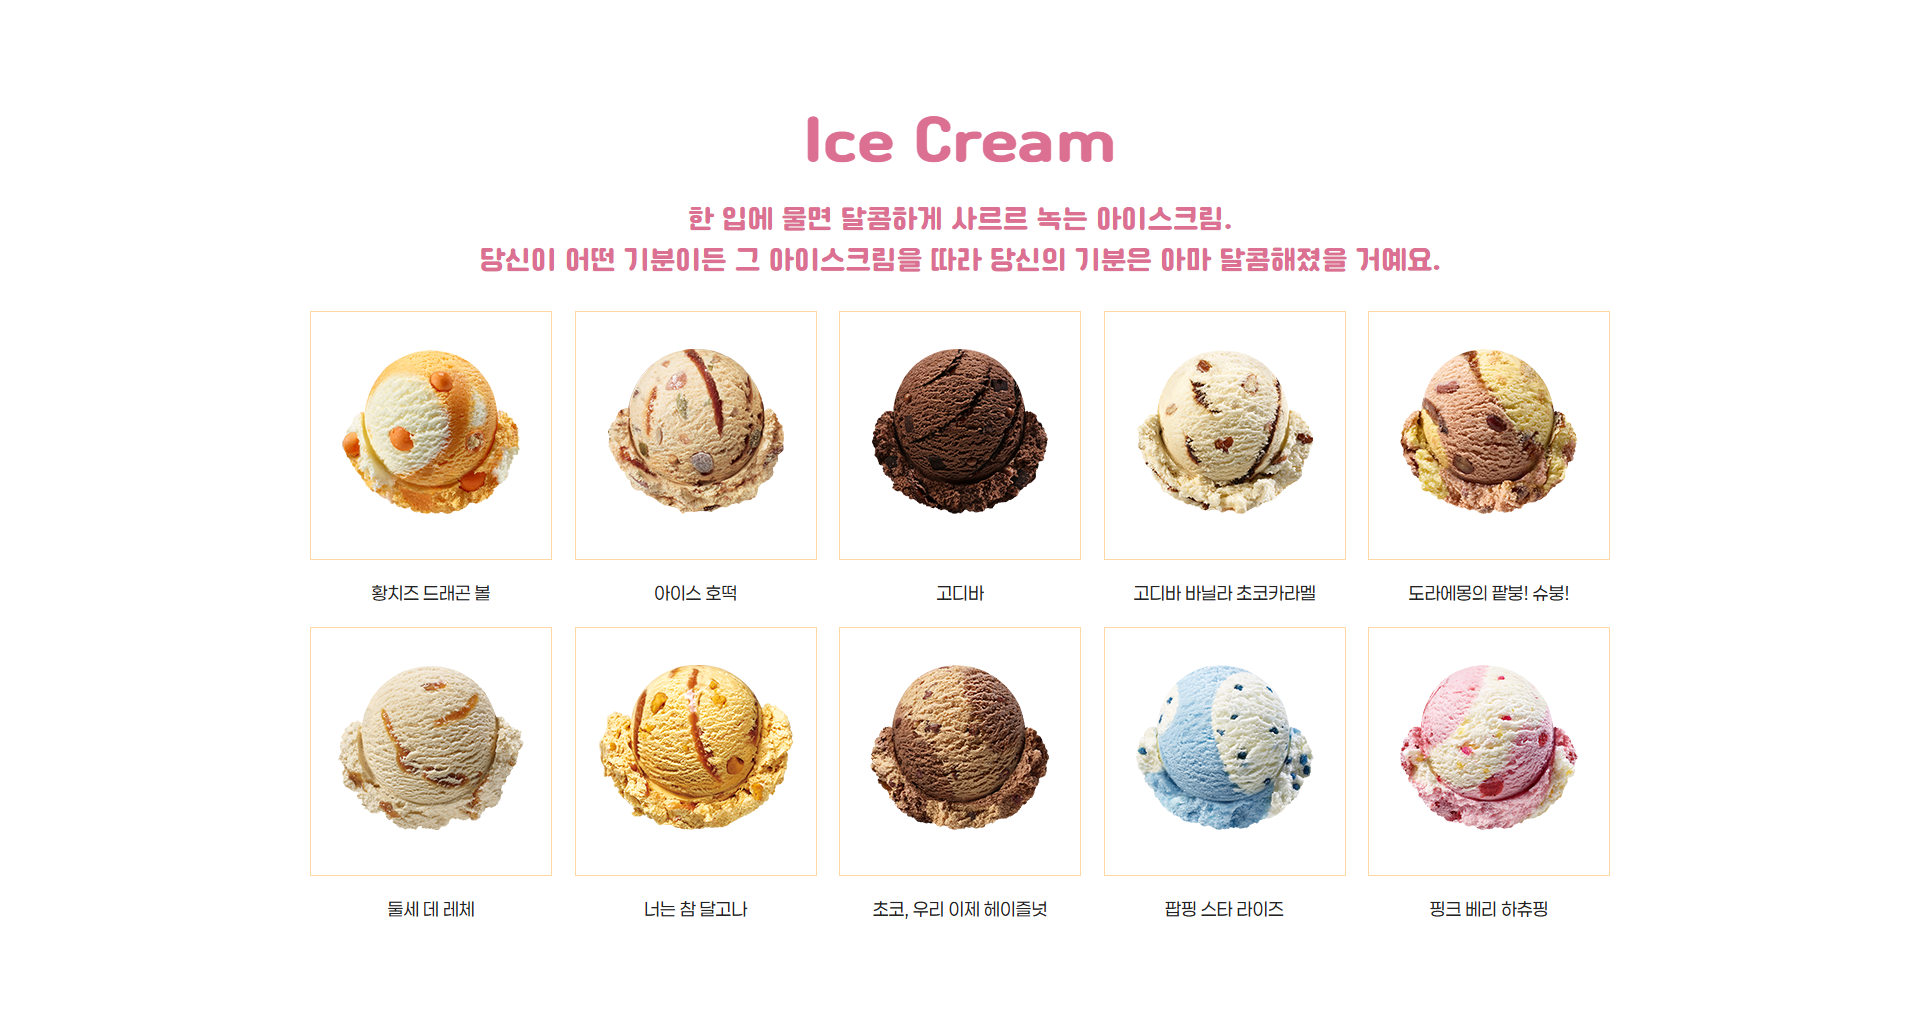 Ice Cream
한 입에 물면 달콤하게 사르르 녹는 아이스크림.
당신이 어떤 기분이든 그 아이스크림을 따라 당신의 기분은 아마 달콤해졌을 거예요.
황치즈 드래곤 볼
아이스 호떡
고디바
고디바 바닐라 초코카라멜
도라에몽의 팥붕! 슈붕!
둘세 데 레체
너는 참 달고나
초코, 우리 이제 헤이즐넛
팝핑 스타 라이즈
핑크 베리 하츄핑